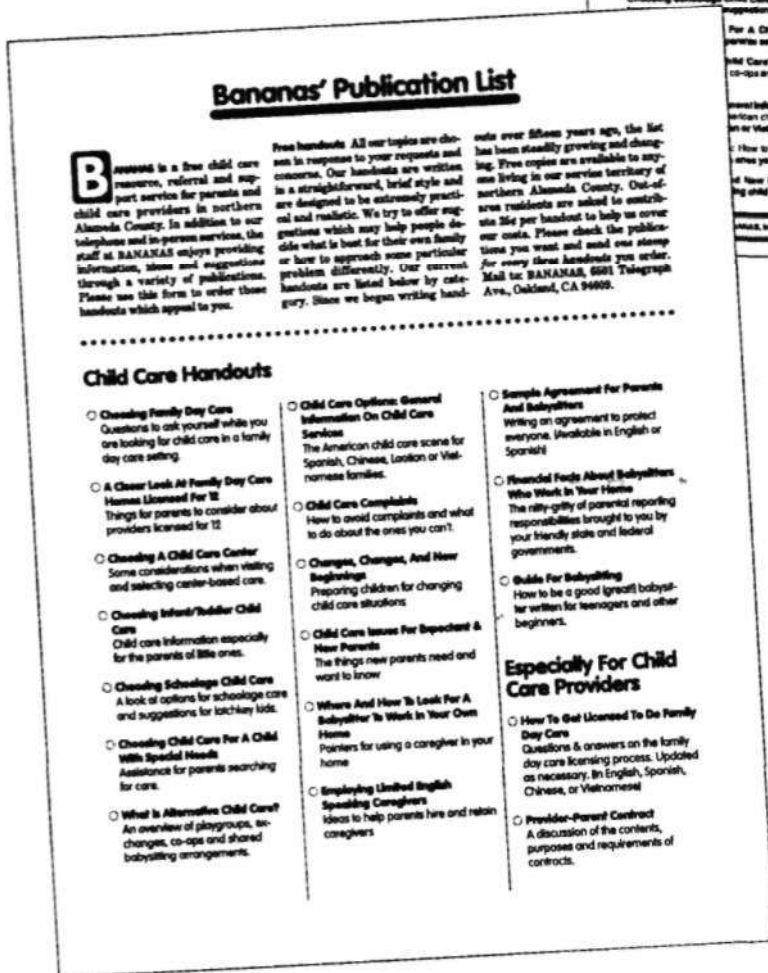 Bananas' Publication List
BANANAS is a free child care
resource, referral and sup-
port service for parents and
child care providers in northern
Alameda County. In addition to our
telephone and in-person services, the
staff at BANANAS enjoys providing
information, ideas and suggestions
through a variety of publications.
Please use this form to order those
handouts which appeal to you.
Free handouts All our topics are cho-
sen in response to your requests and
concerns. Our handouts are written
in a straightforward, brief style and
are designed to be extremely practi-
cal and realistic. We try to offer sug-
gestions which may help people de-
cide what is best for their own family
or how to approach some particular
problem differently. Our current
handouts are listed below by cate-
gory. Since we began writing hand-
outs over fifteen years ago, the list
has been steadily growing and chang-
ing. Free copies are available to any-
one living in our service territory of
northern Alameda County. Out-of-
area residents are asked to contrib-
ute 25¢ per handout to help us cover
our costs. Please check the publica-
tions you want and send one stamp
for every three handouts you order.
Mail to: BANANAS, 6501 Telegraph
Ave., Oakland, CA 94609.
Child Care Handouts
Choosing Family Day Care
Questions to ask yourself while you
are looking for child care in a family
day care setting.
A Closer Look At Family Day Care
Homes Licensed For 12
Things for parents to consider about
providers licensed for 12
Choosing A Child Care Center
Some considerations when visiting
and selecting center-based care.
Choosing Infant/Toddler Child
Care
Child care information especially
for the parents of little ones.
Choosing Schoolage Child Care
A look at options for schoolage care
and suggestions for latchkey kids.
Choosing Child Care For A Child
With Special Needs
Assistance for parents searching
for care.
What Is Alternative Child Care?
An overview of playgroups, ex-
changes, co-ops and shared
babysitting arrangements.
Child Care Options: General
Information On Child Care
Services
The American child care scene for
Spanish, Chinese, Laotian or Viet-
namese families.
Child Care Complaints
How to avoid complaints and what
to do about the ones you can't.
Changes, Changes, And New
Beginnings
Preparing children for changing
child care situations
Child Care Issues For Expectant &
New Parents
The things new parents need and
want to know
Where And How To Look For A
Babysitter To Work In Your Own
Home
Pointers for using a caregiver in your
home
Employing Limited English
Speaking Caregivers
Ideas to help parents hire and retain
caregivers
Sample Agreement For Parents
And Babysitters
Writing an agreement to protect
everyone. (Available in English or
Spanish)
Financial Facts About Babysitters
Who Work In Your Home
The nitty-gritty of parental reporting
responsibilities brought to you by
your friendly state and federal
governments.
Guide For Babysitting
How to be a good (great!) babysit-
ter written for teenagers and other
beginners.
Especially For Child
Care Providers
How To Get Licensed To Do Family
Day Care
Questions & answers on the family
day care licensing process. Updated
as necessary. (In English, Spanish,
Chinese, or Vietnamese)
Provider-Parent Contract
A discussion of the contents,
purposes and requirements of
contracts.
For A
co-ops
How to
New